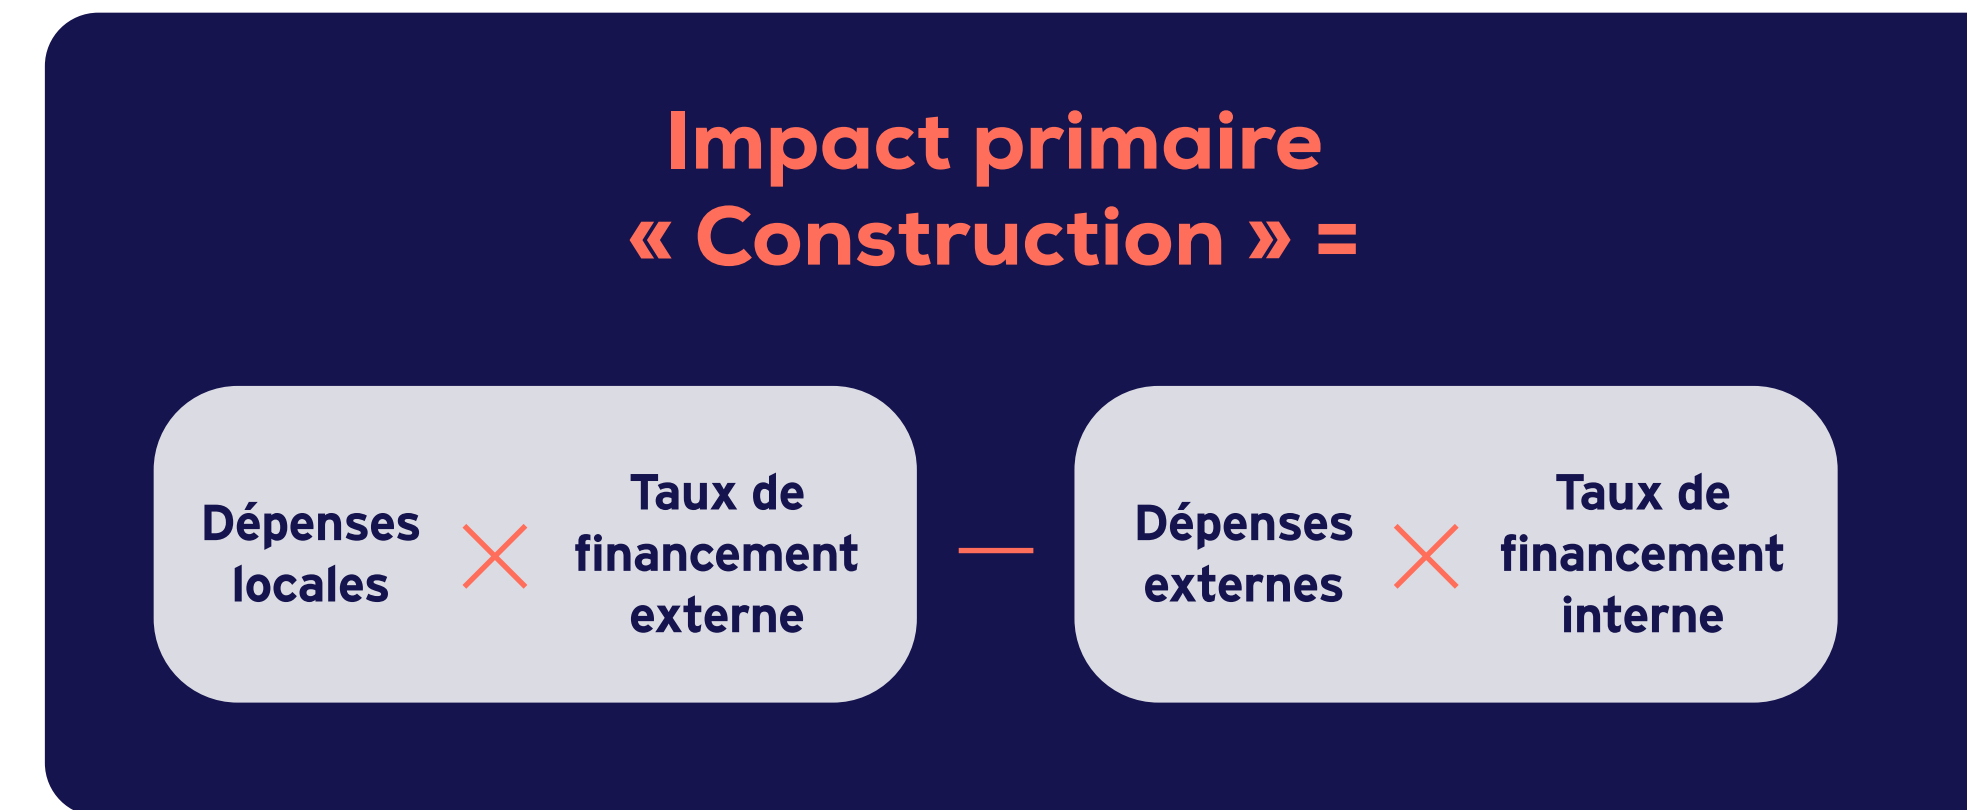 Impact primaire
« Construction » =
Dépenses
locales
×
Taux de
financement
externe
—
Dépenses
externes
×
Taux de
financement
interne